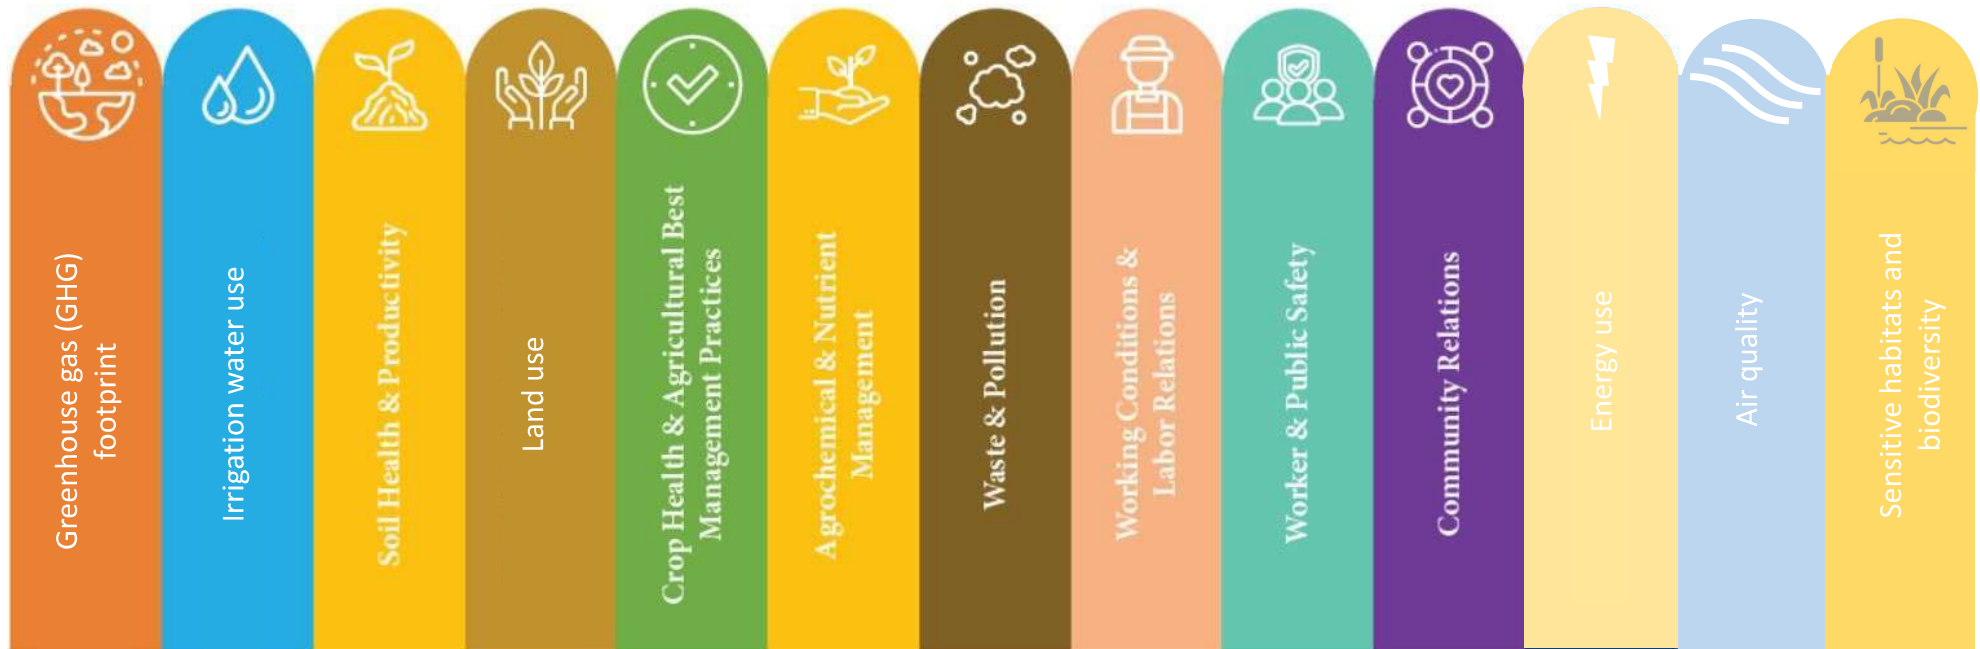 Greenhouse gas (GHG)
footprint
Irrigation water use
Soil Health & Productivity
Land use
Crop Health & Agricultural Best
Management Practices
Agrochemical & Nutrient
Management
Waste & Pollution
Working Conditions &
Labor Relations
Worker & Public Safety
Community Relations
Energy use
Air quality
Sensitive habitats and
biodiversity